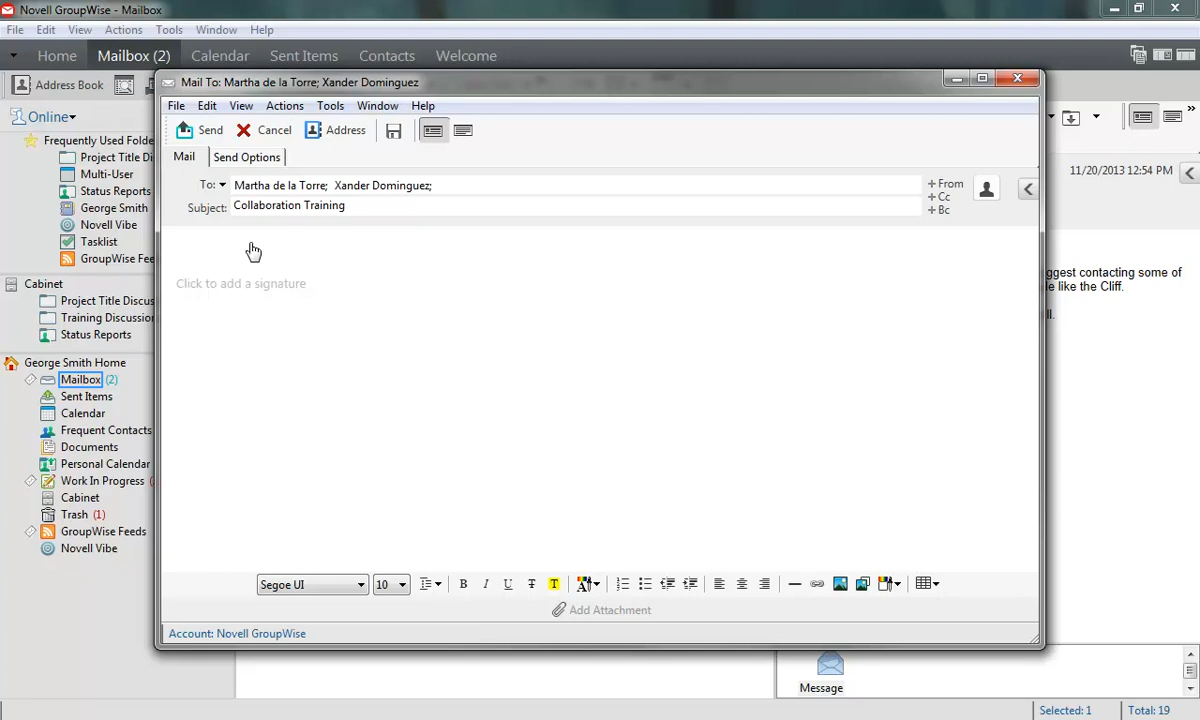 Novell GroupWise - Mailbox
File Edit View Actions Tools Window Help
Home Mailbox (2) Calendar Sent Items Contacts Welcome
Address Book
Online
Frequently Used Folde
Project Title Di
Multi-User
Status Reports
George Smith
Novell Vibe
Tasklist
GroupWise Fee
Cabinet
Project Title Discus
Training Discussion
Status Reports
George Smith Home
Mailbox (2)
Sent Items
Calendar
Frequent Contacts
Documents
Personal Calendar
Work In Progress
Cabinet
Trash (1)
GroupWise Feeds
Novell Vibe
Mail To: Martha de la Torre; Xander Dominguez
File Edit View Actions Tools Window Help
Send Cancel Address
Mail Send Options
To: Martha de la Torre; Xander Dominguez;
Subject: Collaboration Training
+ From
+ Cc
+ Bc
Click to add a signature
Segoe UI 10
B I U T T A
Add Attachment
Account: Novell GroupWise
11/20/2013 12:54 PM
ggest contacting some of
le like the Cliff.
ll.
Message
Selected: 1 Total: 19